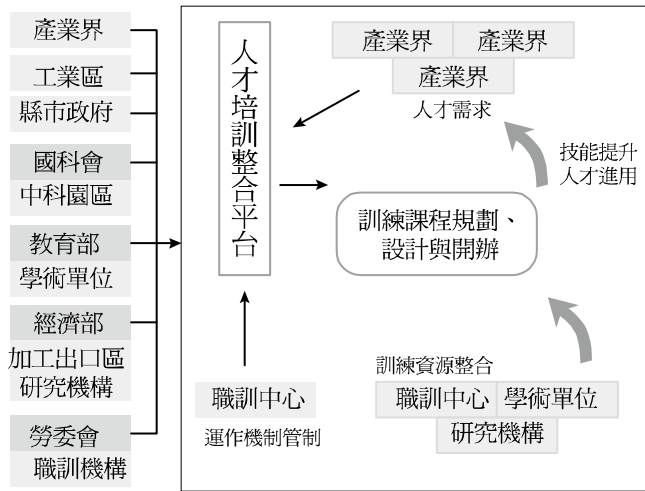 產業界
工業區
縣市政府
國科會
中科園區
教育部
學術單位
經濟部
加工出口區
研究機構
勞委會
職訓機構
人才培訓整合平台
職訓中心
運作機制管制
產業界
產業界
產業界
人才需求
技能提升
人才進用
訓練課程規劃、
設計與開辦
訓練資源整合
職訓中心
學術單位
研究機構